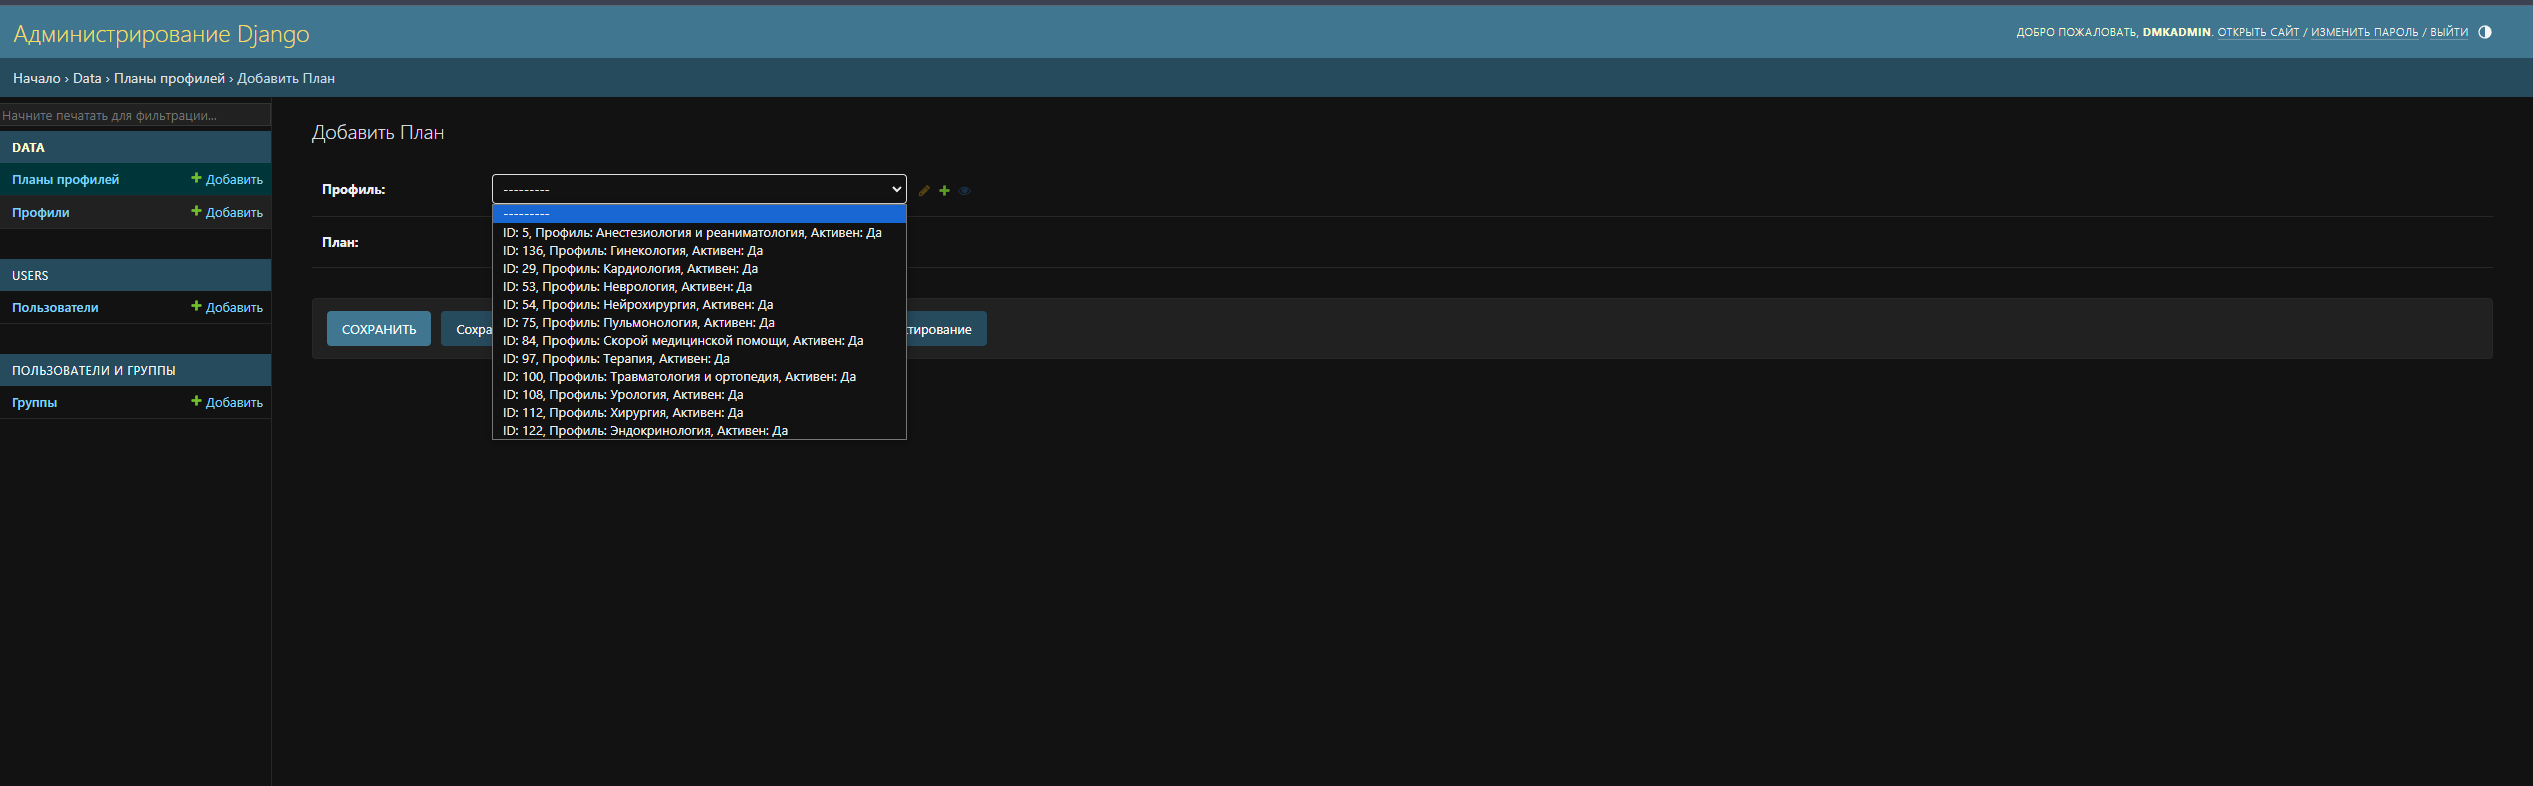 Администрирование Django
ДОБРО ПОЖАЛОВАТЬ, DMKADMIN. ОТКРЫТЬ САЙТ / ИЗМЕНИТЬ ПАРОЛЬ / ВЫЙТИ
Начало › Data › Планы профилей › Добавить План
Начните печатать для фильтрации...
DATA
Планы профилей Добавить
Профили Добавить
USERS
Пользователи Добавить
ПОЛЬЗОВАТЕЛИ И ГРУППЫ
Группы Добавить
Добавить План
Профиль: ---------
---------
ID: 5, Профиль: Анестезиология и реаниматология, Активен: Да
ID: 136, Профиль: Гинекология, Активен: Да
ID: 29, Профиль: Кардиология, Активен: Да
ID: 53, Профиль: Неврология, Активен: Да
ID: 54, Профиль: Нейрохирургия, Активен: Да
ID: 75, Профиль: Пульмонология, Активен: Да
ID: 84, Профиль: Скорой медицинской помощи, Активен: Да
ID: 97, Профиль: Терапия, Активен: Да
ID: 100, Профиль: Травматология и ортопедия, Активен: Да
ID: 108, Профиль: Урология, Активен: Да
ID: 112, Профиль: Хирургия, Активен: Да
ID: 122, Профиль: Эндокринология, Активен: Да
План:
СОХРАНИТЬ Сохра тирование